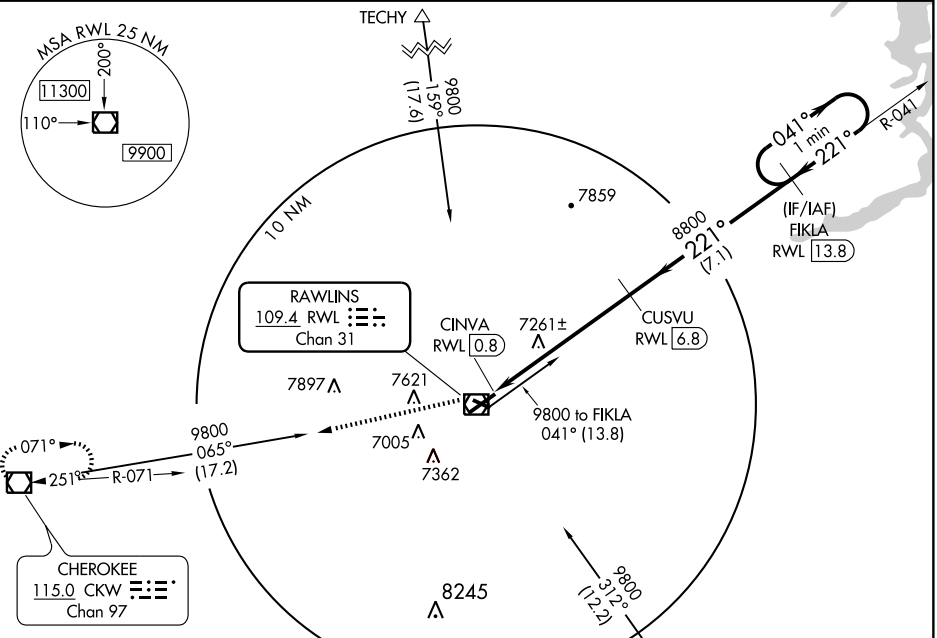 MSA RWL 25 NM
200°
11300
110°
9900
TECHY
9800
159°
(17.6)
10 NM
7859
041°
1 min
221°
R-041
(IF/IAF)
FIKLA
RWL 13.8
8800
221°
(7.1)
CUSVU
RWL 6.8
RAWLINS
109.4 RWL
Chan 31
CINVA
RWL 0.8
7261±
7897
7621
7005
7362
9800 to FIKLA
041° (13.8)
9800
065°
(17.2)
071°
251°
R-071
CHEROKEE
115.0 CKW
Chan 97
8245
9800
312°
(12.2)